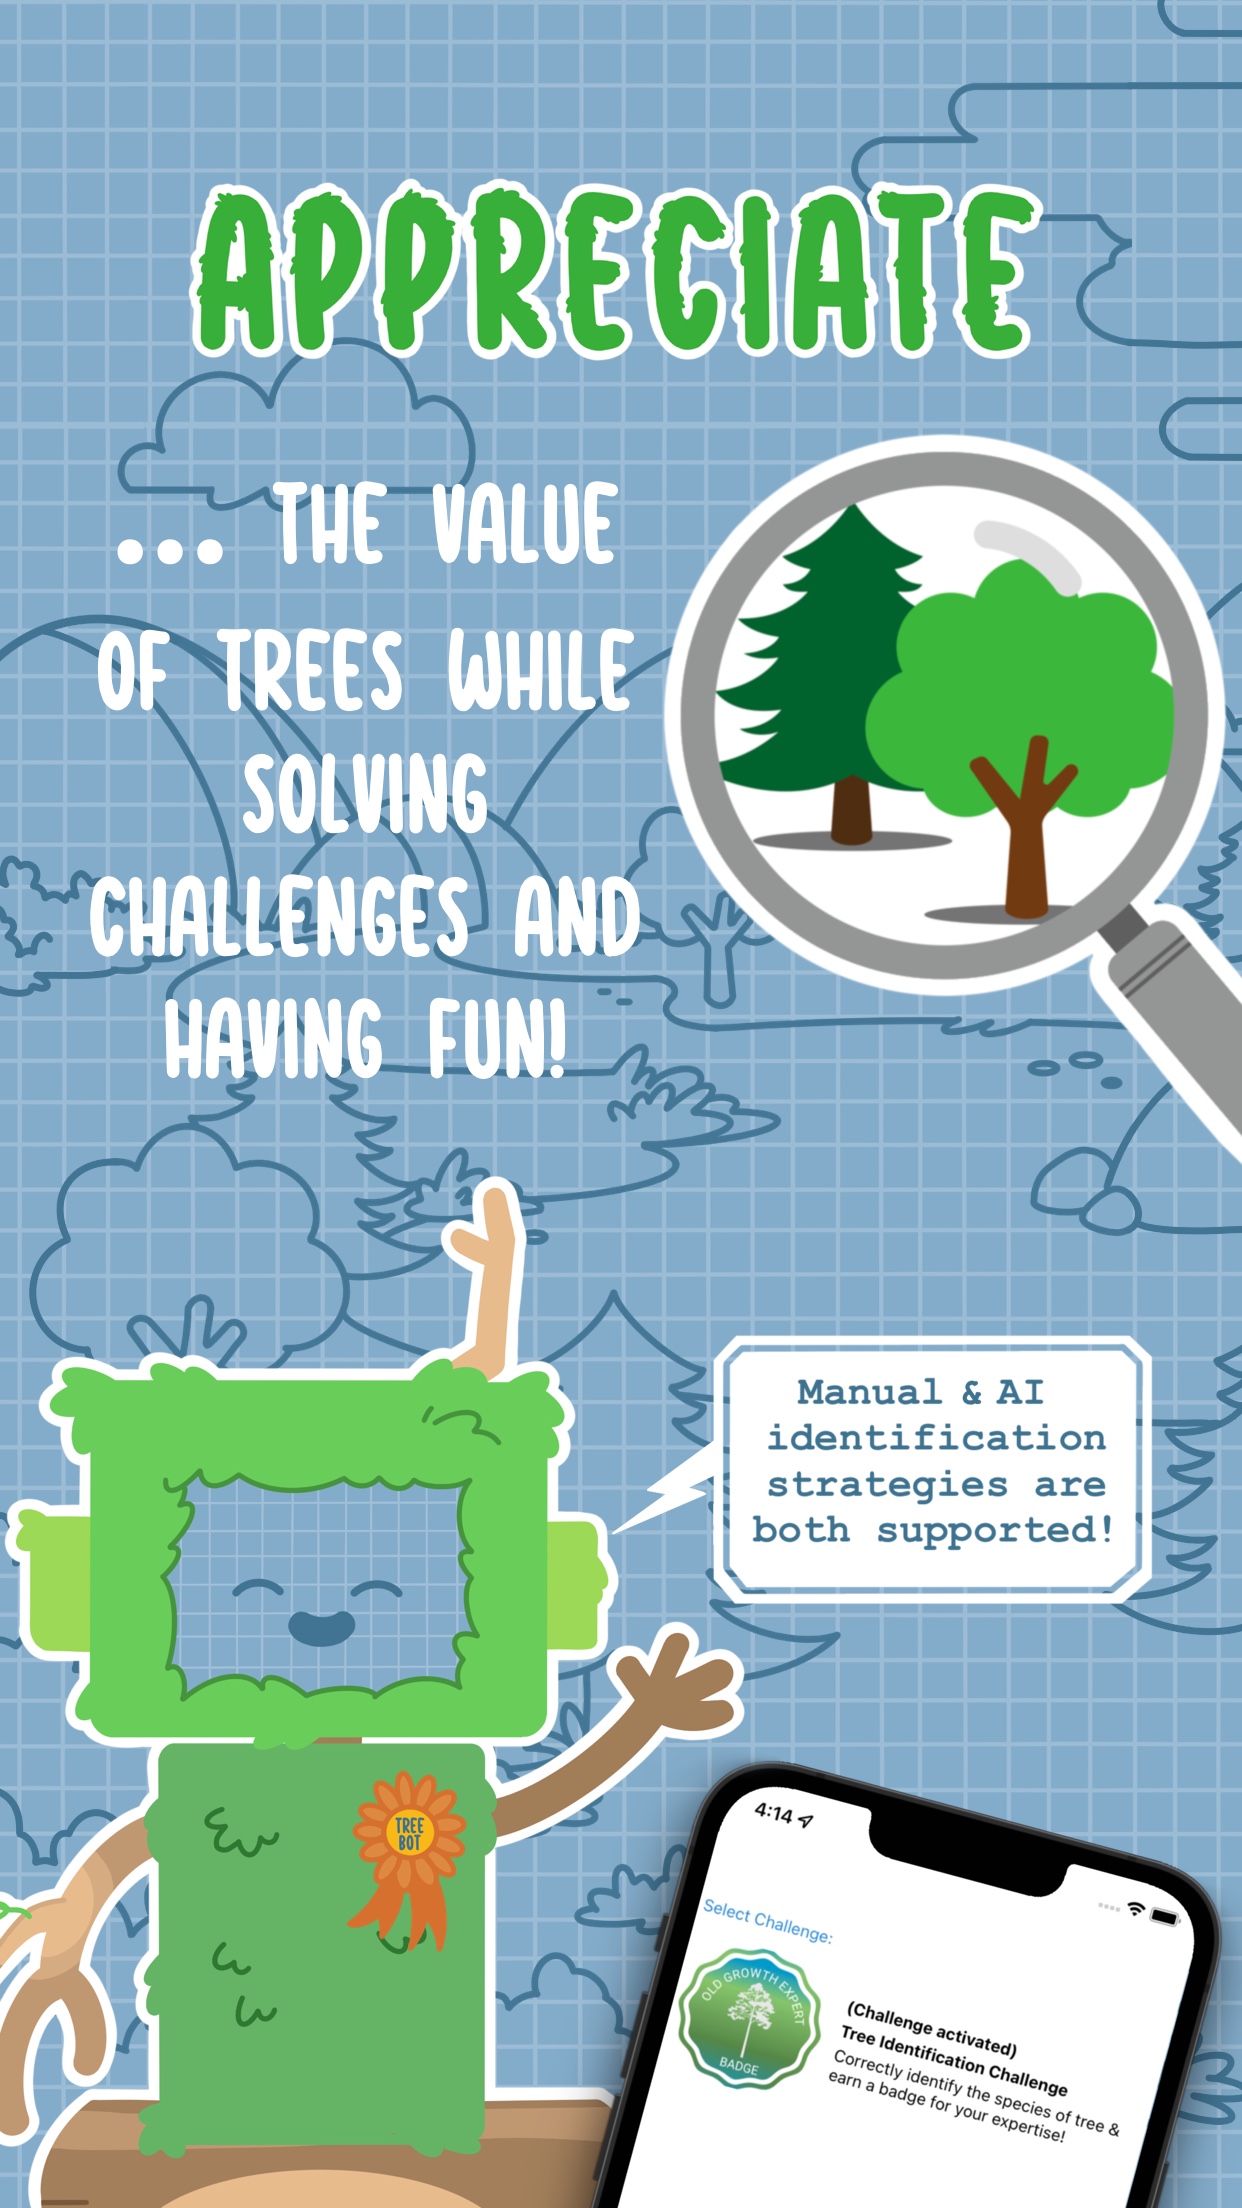 APPRECIATE
... THE VALUE
OF TREES WHILE
SOLVING
CHALLENGES AND
HAVING FUN!
Manual & AI
identification
strategies are
both supported!
TREE
BOT
4:14
Select Challenge:
OLD GROWTH EXPERT
BADGE
(Challenge activated)
Tree Identification Challenge
Correctly identify the species of tree &
earn a badge for your expertise!